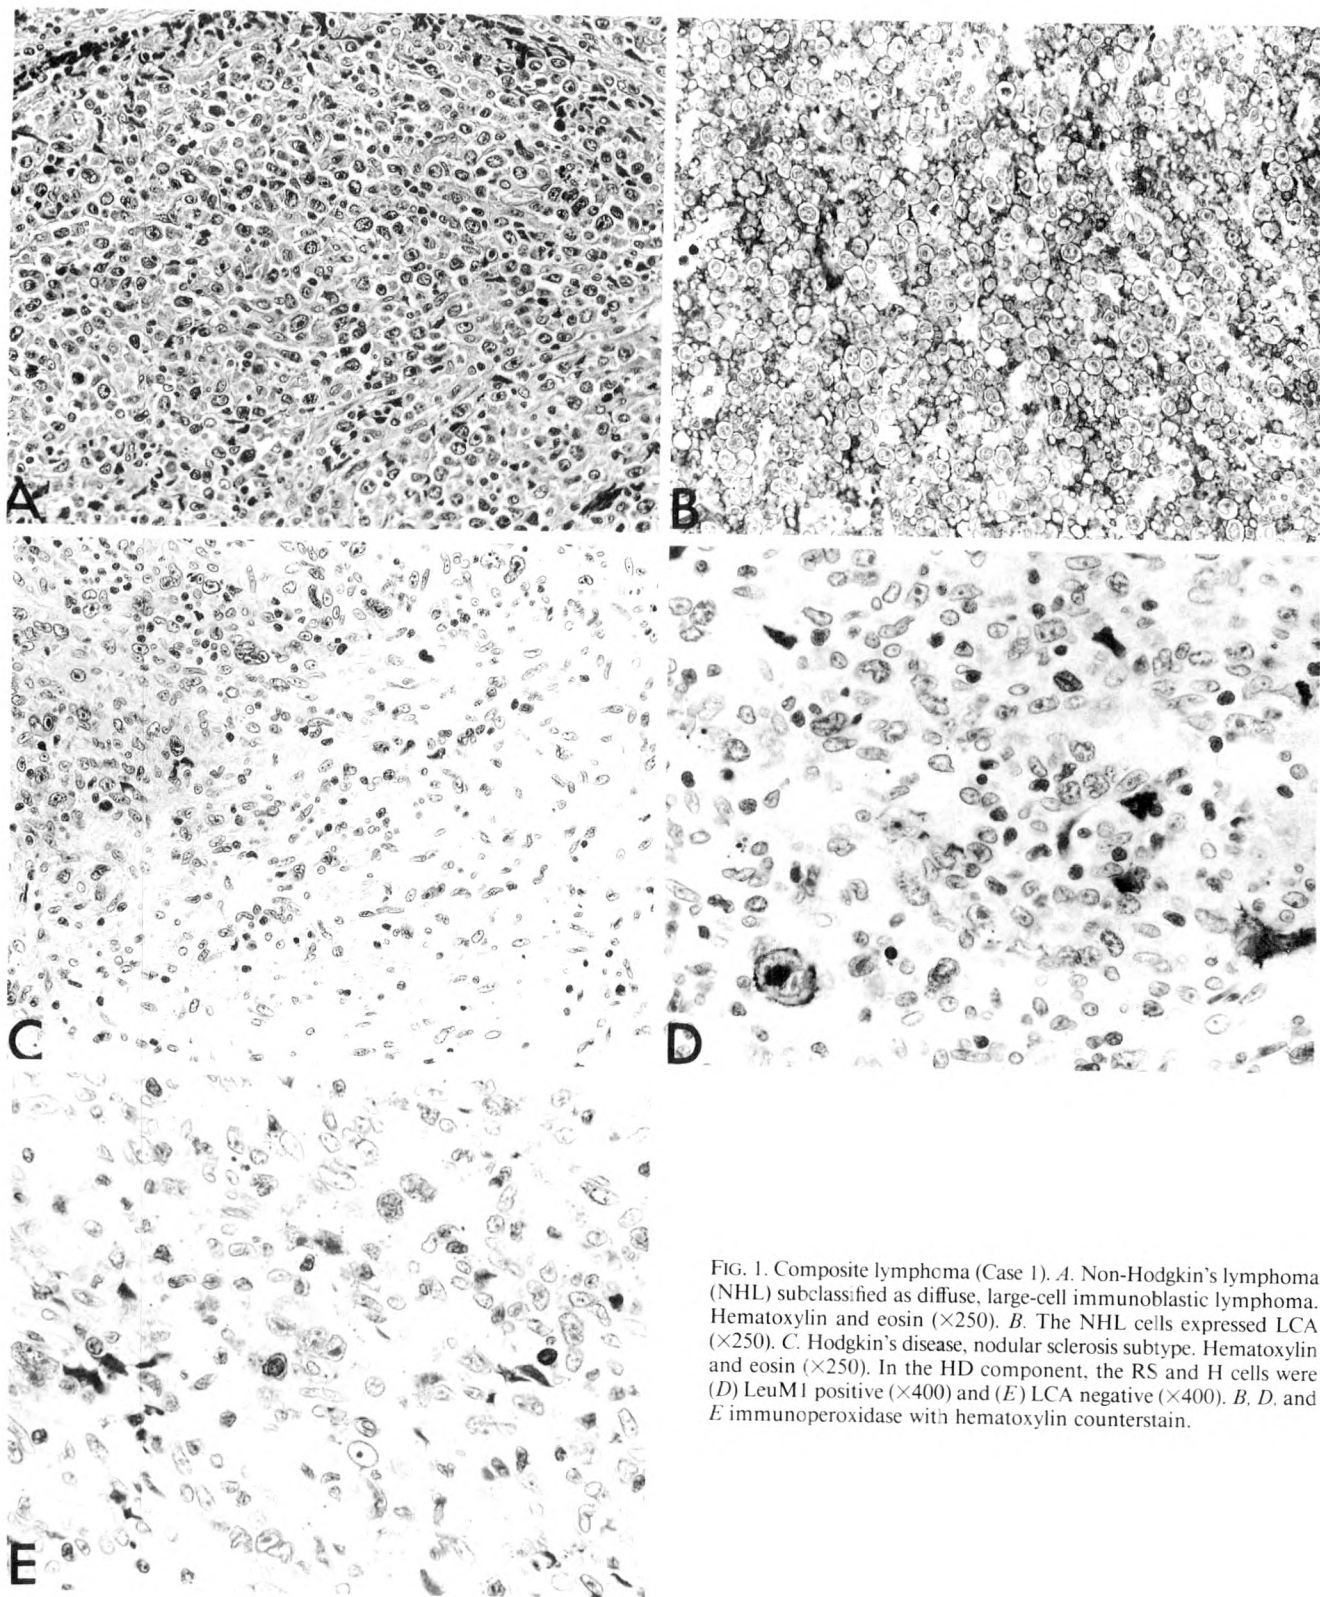 A
B
C
D
E
FIG. 1. Composite lymphoma (Case 1). A. Non-Hodgkin's lymphoma
(NHL) subclassified as diffuse, large-cell immunoblastic lymphoma.
Hematoxylin and eosin (×250). B. The NHL cells expressed LCA
(×250). C. Hodgkin's disease, nodular sclerosis subtype. Hematoxylin
and eosin (×250). In the HD component, the RS and H cells were
(D) LeuM1 positive (×400) and (E) LCA negative (×400). B, D, and
E immunoperoxidase with hematoxylin counterstain.